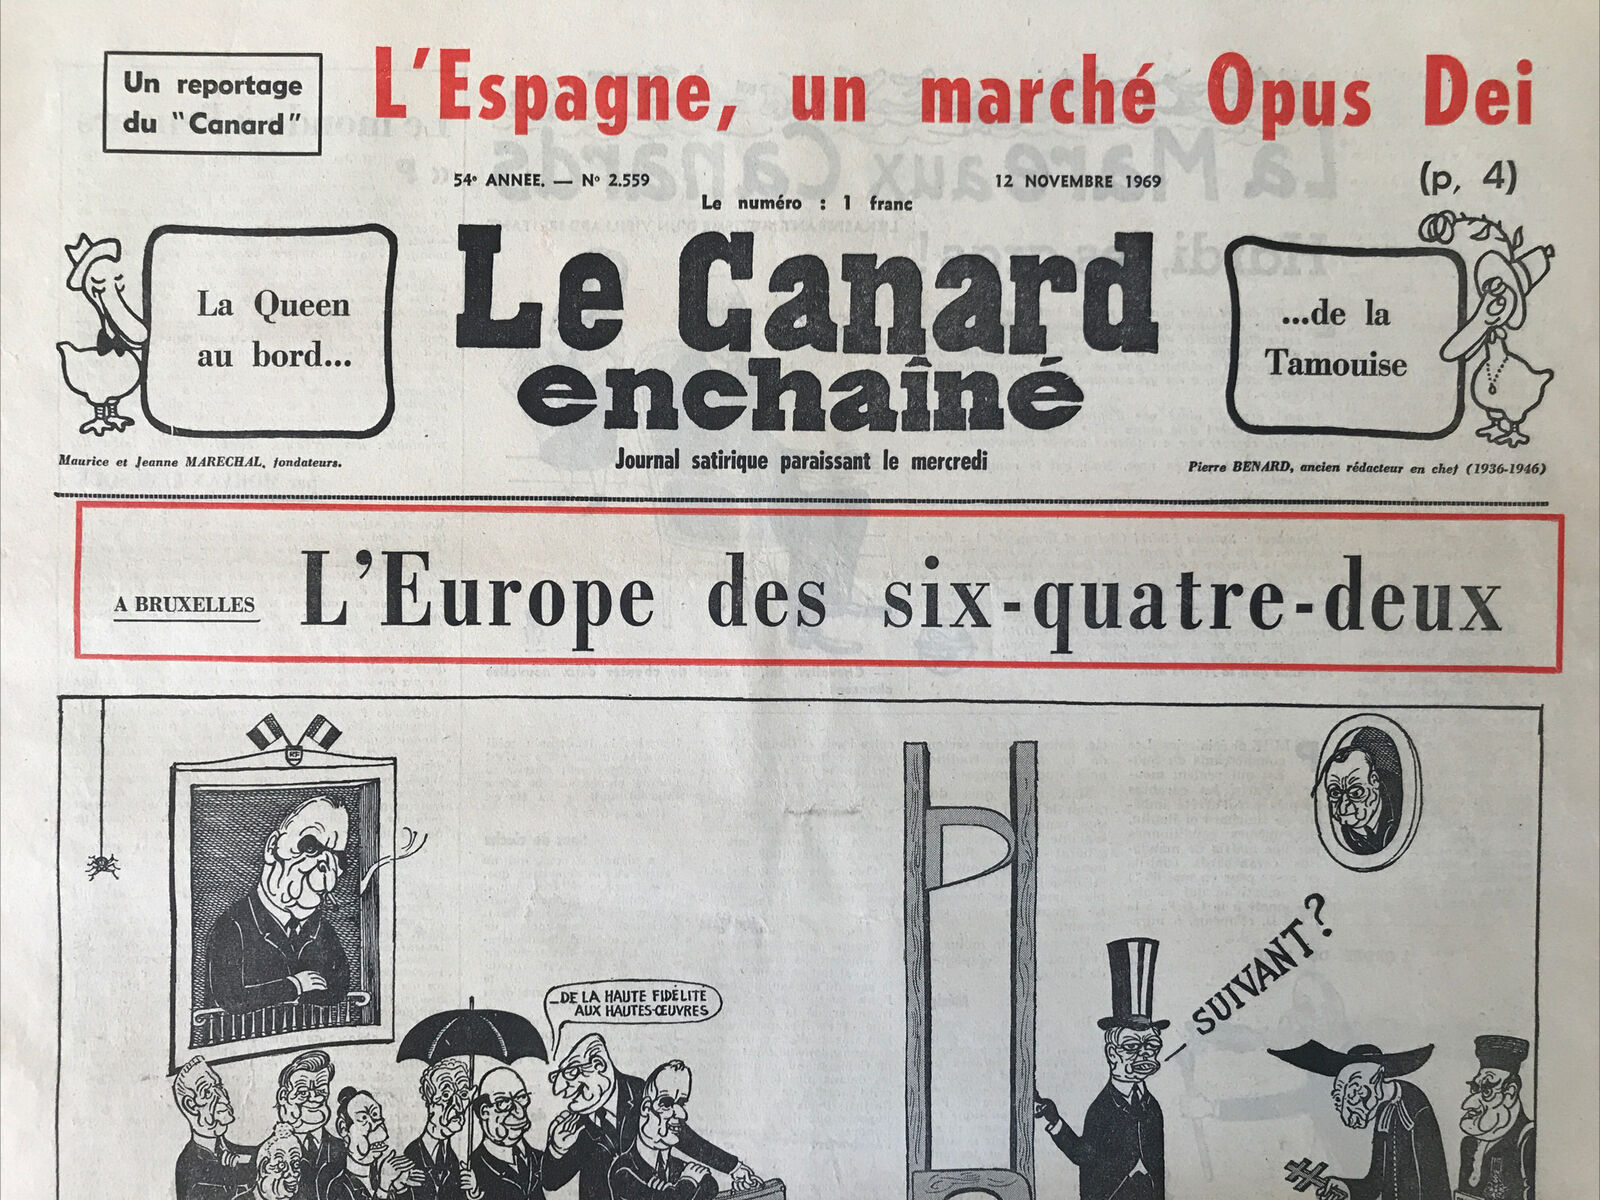 Un reportage
du "Canard"
L'Espagne, un marché Opus Dei
(p, 4)
54e ANNEE. — No 2.559
12 NOVEMBRE 1969
Le numéro : 1 franc
La Queen
au bord...
Le Canard
enchaîné
...de la
Tamouise
Maurice et Jeanne MARECHAL, fondateurs.
Journal satirique paraissant le mercredi
Pierre BENARD, ancien rédacteur en chef (1936-1946)
A BRUXELLES
L'Europe des six-quatre-deux
RF
...DE LA HAUTE FIDÉLITE
AUX HAUTES-ŒUVRES
SUIVANT ?